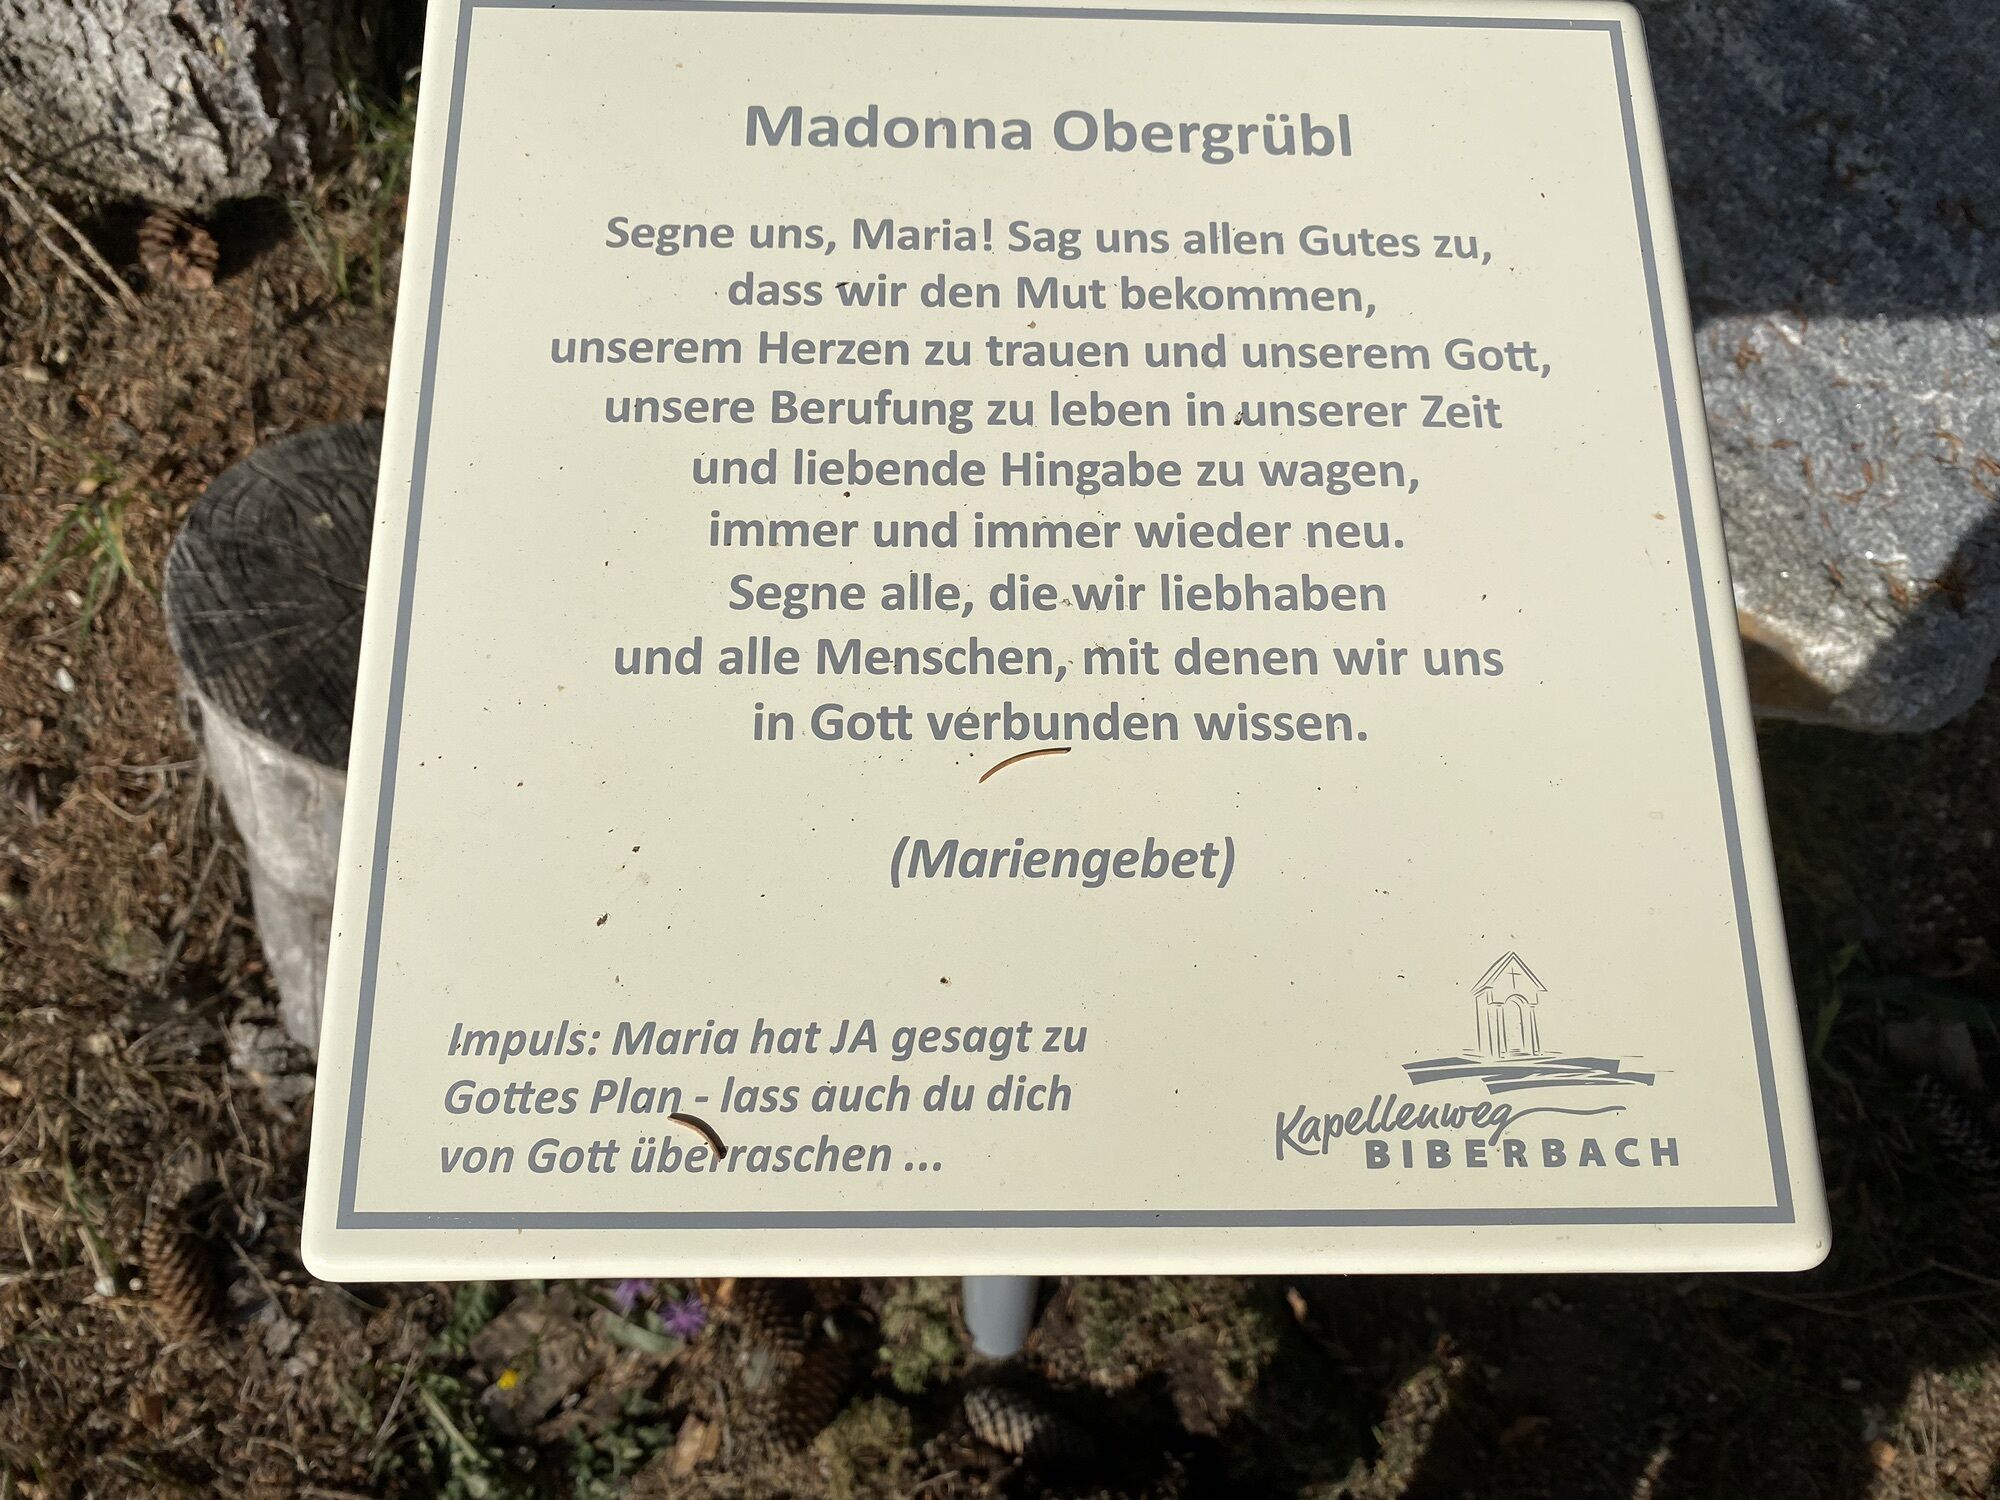 Madonna Obergrübl
Segne uns, Maria! Sag uns allen Gutes zu,
dass wir den Mut bekommen,
unserem Herzen zu trauen und unserem Gott,
unsere Berufung zu leben in unserer Zeit
und liebende Hingabe zu wagen,
immer und immer wieder neu.
Segne alle, die wir liebhaben
und alle Menschen, mit denen wir uns
in Gott verbunden wissen.
(Mariengebet)
Impuls: Maria hat JA gesagt zu
Gottes Plan - lass auch du dich
von Gott überraschen ...
Kapellenweg
BIBERBACH